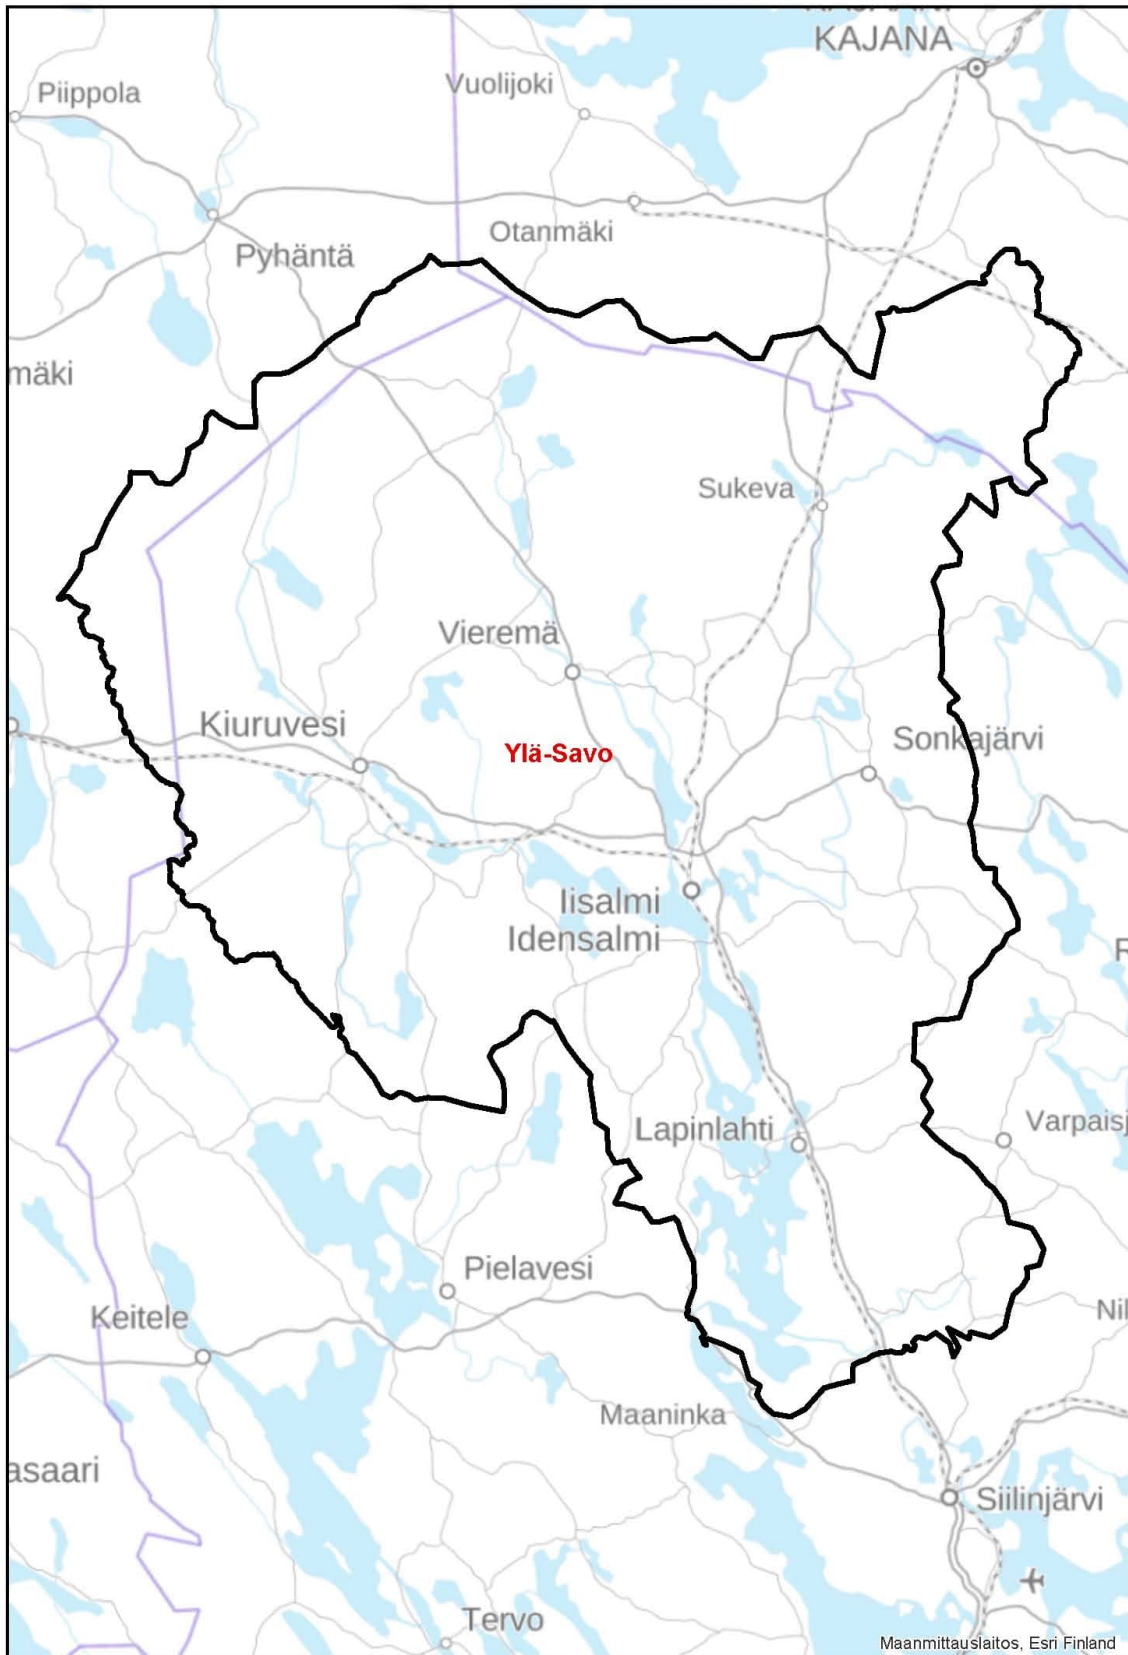 KAJANA
Vuolijoki
Piippola
Otanmäki
Pyhäntä
mäki
Sukeva
Vieremä
Kiuruvesi
Sonkajärvi
Ylä-Savo
Iisalmi
Idensalmi
R
Varpaisj
Lapinlahti
Pielavesi
Keitele
Nil
Maaninka
asaari
Siilinjärvi
Tervo
Maanmittauslaitos, Esri Finland